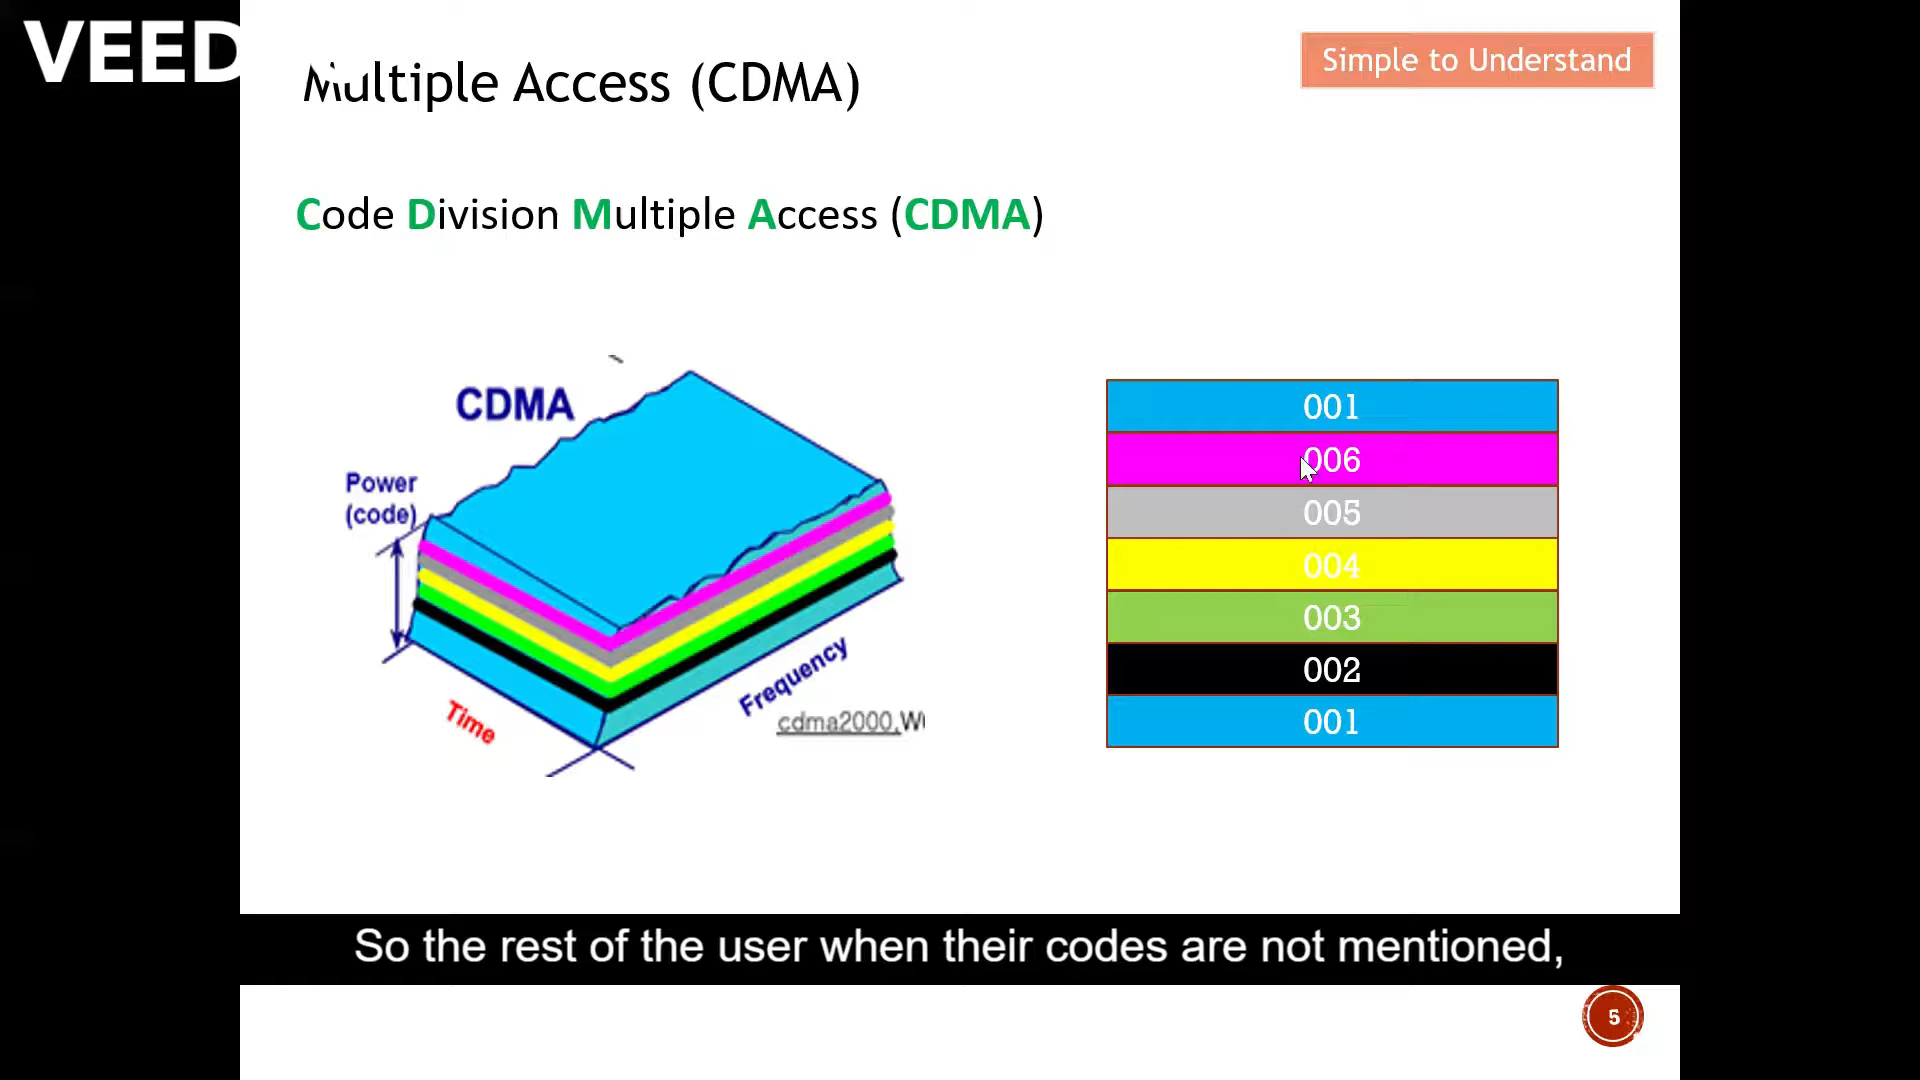 VEED
Multiple Access (CDMA)
Simple to Understand
Code Division Multiple Access (CDMA)
CDMA
Power
(code)
Time
Frequency
cdma2000,W
001
006
005
004
003
002
001
So the rest of the user when their codes are not mentioned,
5